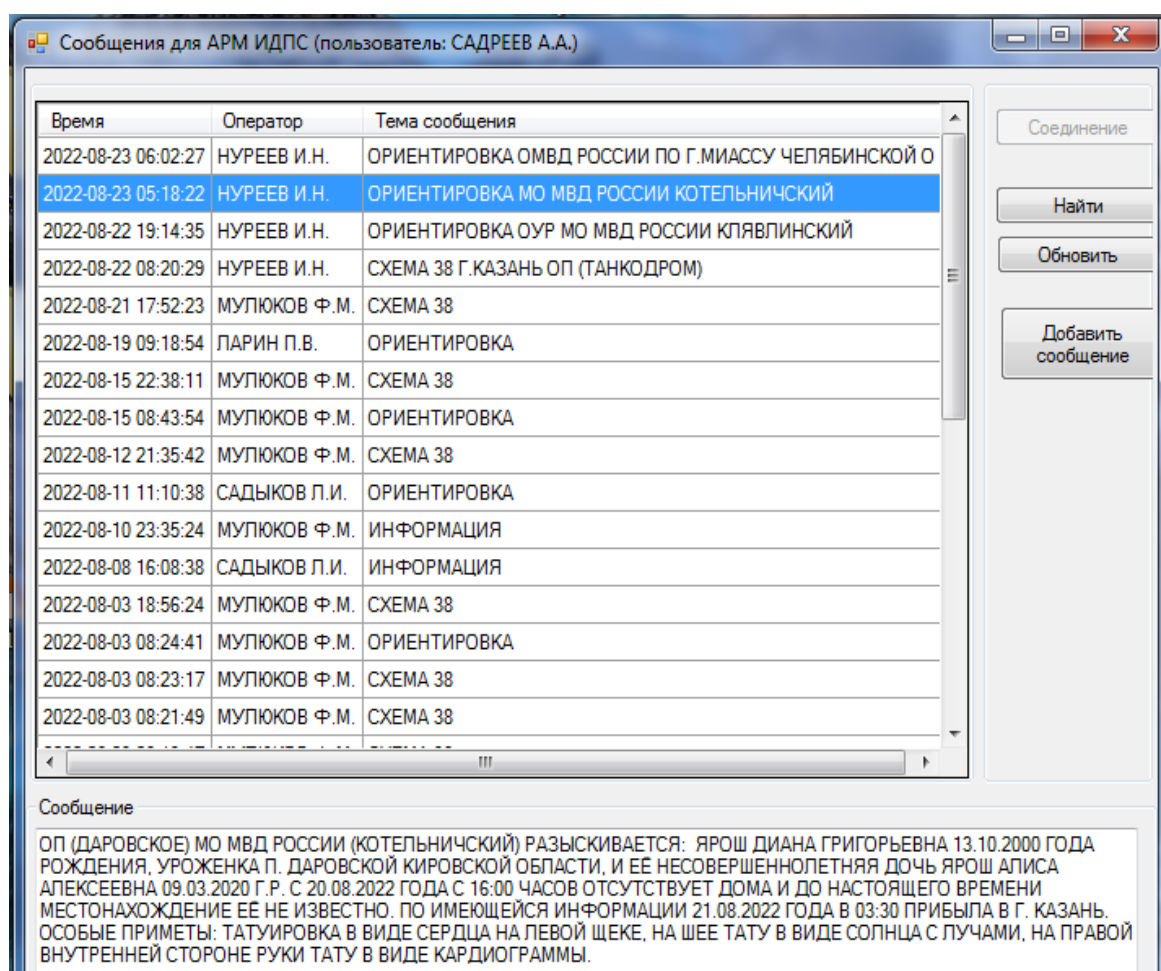 Сообщения для АРМ ИДПС (пользователь: САДРЕЕВ А.А.)
Время Оператор Тема сообщения
2022-08-23 06:02:27 НУРЕЕВ И.Н. ОРИЕНТИРОВКА ОМВД РОССИИ ПО Г.МИАССУ ЧЕЛЯБИНСКОЙ О
2022-08-23 05:18:22 НУРЕЕВ И.Н. ОРИЕНТИРОВКА МО МВД РОССИИ КОТЕЛЬНИЧСКИЙ
2022-08-22 19:14:35 НУРЕЕВ И.Н. ОРИЕНТИРОВКА ОУР МО МВД РОССИИ КЛЯВЛИНСКИЙ
2022-08-22 08:20:29 НУРЕЕВ И.Н. СХЕМА 38 Г.КАЗАНЬ ОП (ТАНКОДРОМ)
2022-08-21 17:52:23 МУЛЮКОВ Ф.М. СХЕМА 38
2022-08-19 09:18:54 ЛАРИН П.В. ОРИЕНТИРОВКА
2022-08-15 22:38:11 МУЛЮКОВ Ф.М. СХЕМА 38
2022-08-15 08:43:54 МУЛЮКОВ Ф.М. ОРИЕНТИРОВКА
2022-08-12 21:35:42 МУЛЮКОВ Ф.М. СХЕМА 38
2022-08-11 11:10:38 САДЫКОВ Л.И. ОРИЕНТИРОВКА
2022-08-10 23:35:24 МУЛЮКОВ Ф.М. ИНФОРМАЦИЯ
2022-08-08 16:08:38 САДЫКОВ Л.И. ИНФОРМАЦИЯ
2022-08-03 18:56:24 МУЛЮКОВ Ф.М. СХЕМА 38
2022-08-03 08:24:41 МУЛЮКОВ Ф.М. ОРИЕНТИРОВКА
2022-08-03 08:23:17 МУЛЮКОВ Ф.М. СХЕМА 38
2022-08-03 08:21:49 МУЛЮКОВ Ф.М. СХЕМА 38
Соединение
Найти
Обновить
Добавить
сообщение
Сообщение
ОП (ДАРОВСКОЕ) МО МВД РОССИИ (КОТЕЛЬНИЧСКИЙ) РАЗЫСКИВАЕТСЯ: ЯРОШ ДИАНА ГРИГОРЬЕВНА 13.10.2000 ГОДА
РОЖДЕНИЯ, УРОЖЕНКА П. ДАРОВСКОЙ КИРОВСКОЙ ОБЛАСТИ, И ЕЁ НЕСОВЕРШЕННОЛЕТНЯЯ ДОЧЬ ЯРОШ АЛИСА
АЛЕКСЕЕВНА 09.03.2020 Г.Р. С 20.08.2022 ГОДА С 16:00 ЧАСОВ ОТСУТСТВУЕТ ДОМА И ДО НАСТОЯЩЕГО ВРЕМЕНИ
МЕСТОНАХОЖДЕНИЕ ЕЁ НЕ ИЗВЕСТНО. ПО ИМЕЮЩЕЙСЯ ИНФОРМАЦИИ 21.08.2022 ГОДА В 03:30 ПРИБЫЛА В Г. КАЗАНЬ.
ОСОБЫЕ ПРИМЕТЫ: ТАТУИРОВКА В ВИДЕ СЕРДЦА НА ЛЕВОЙ ЩЕКЕ, НА ШЕЕ ТАТУ В ВИДЕ СОЛНЦА С ЛУЧАМИ, НА ПРАВОЙ
ВНУТРЕННЕЙ СТОРОНЕ РУКИ ТАТУ В ВИДЕ КАРДИОГРАММЫ.